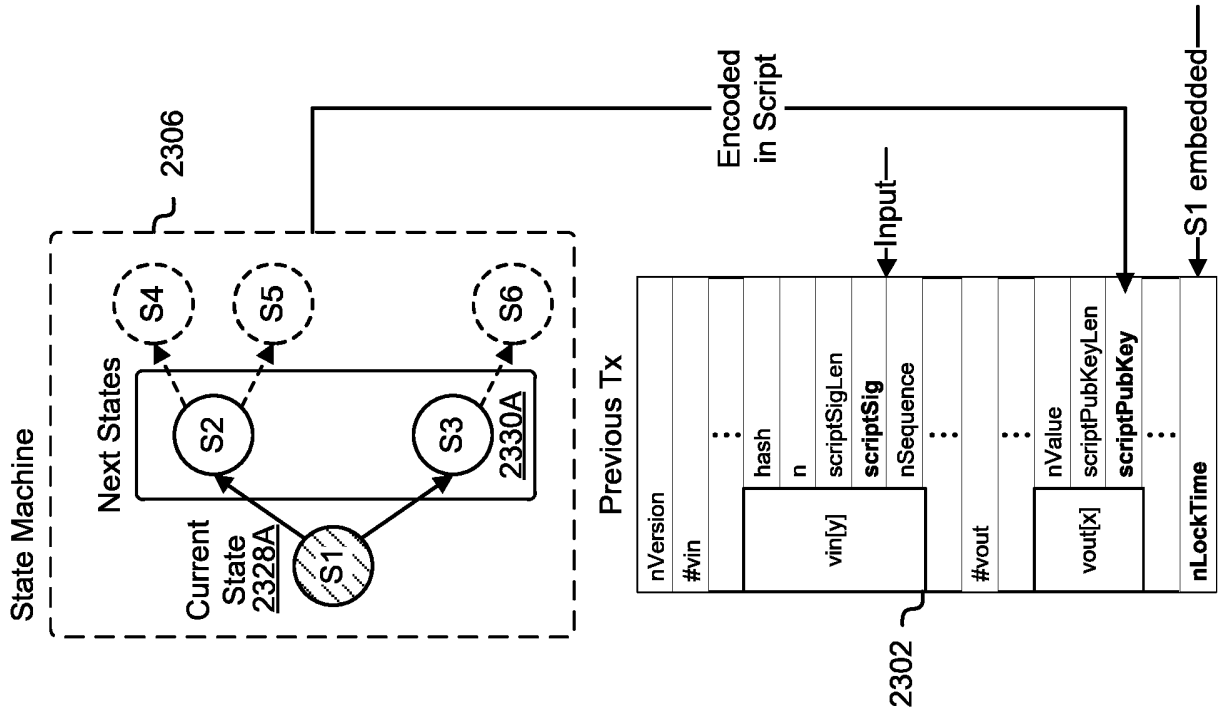 State Machine
Next States
Current
State
2328A
S1
S2
S3
2330A
S4
S5
S6
2306
Encoded
in Script
Previous Tx
nVersion
#vin
⋮
vin[y]
hash
n
scriptSigLen
scriptSig
nSequence
⋮
#vout
⋮
vout[x]
nValue
scriptPubKeyLen
scriptPubKey
⋮
nLockTime
Input
S1 embedded
2302